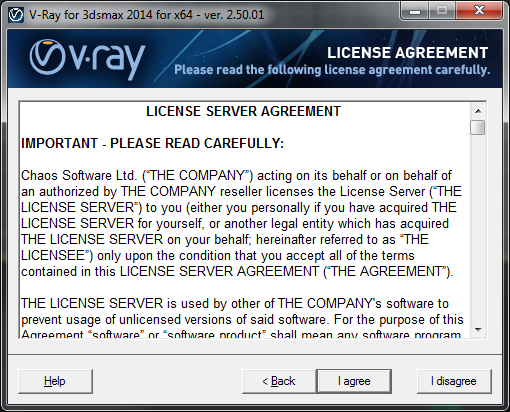 V-Ray for 3dsmax 2014 for x64 - ver. 2.50.01
v·ray
LICENSE AGREEMENT
Please read the following license agreement carefully.
LICENSE SERVER AGREEMENT
IMPORTANT - PLEASE READ CAREFULLY:
Chaos Software Ltd. (“THE COMPANY”) acting on its behalf or on behalf of
an authorized by THE COMPANY reseller licenses the License Server (“THE
LICENSE SERVER”) to you (either you personally if you have acquired THE
LICENSE SERVER for yourself, or another legal entity which has acquired
THE LICENSE SERVER on your behalf; hereinafter referred to as “THE
LICENSEE”) only upon the condition that you accept all of the terms
contained in this LICENSE SERVER AGREEMENT (“THE AGREEMENT”).
THE LICENSE SERVER is used by other of THE COMPANY's software to
prevent usage of unlicensed versions of said software. For the purpose of this
Agreement “software” or “software product” shall mean any software program
Help
< Back
I agree
I disagree